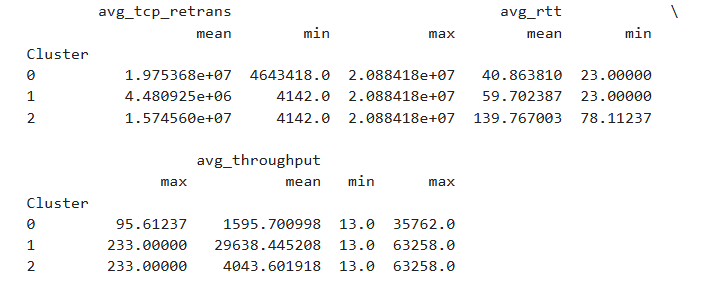 avg_tcp_retrans avg_rtt \
mean min max mean min
Cluster
0 1.975368e+07 4643418.0 2.088418e+07 40.863810 23.00000
1 4.480925e+06 4142.0 2.088418e+07 59.702387 23.00000
2 1.574560e+07 4142.0 2.088418e+07 139.767003 78.11237
avg_throughput
max mean min max
Cluster
0 95.61237 1595.700998 13.0 35762.0
1 233.00000 29638.445208 13.0 63258.0
2 233.00000 4043.601918 13.0 63258.0